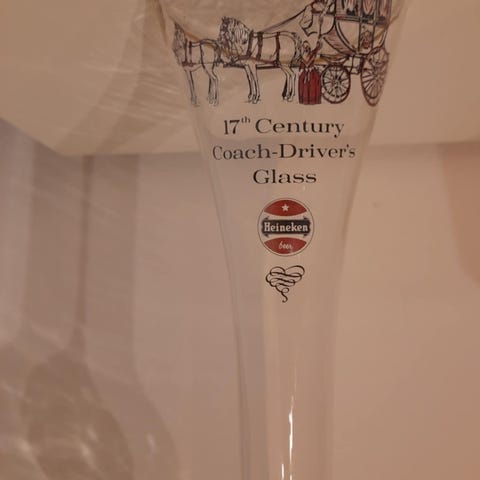 17th Century
Coach-Driver's
Glass
Heineken
beer